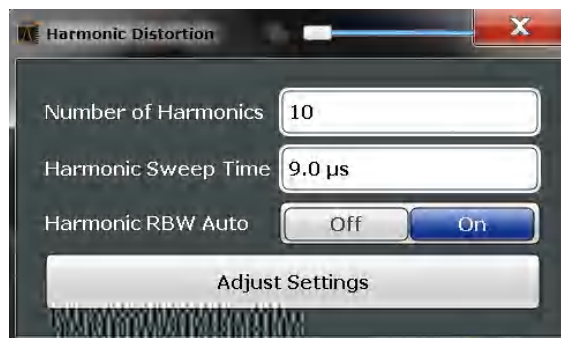 Harmonic Distortion
Number of Harmonics 10
Harmonic Sweep Time 9.0 µs
Harmonic RBW Auto Off On
Adjust Settings